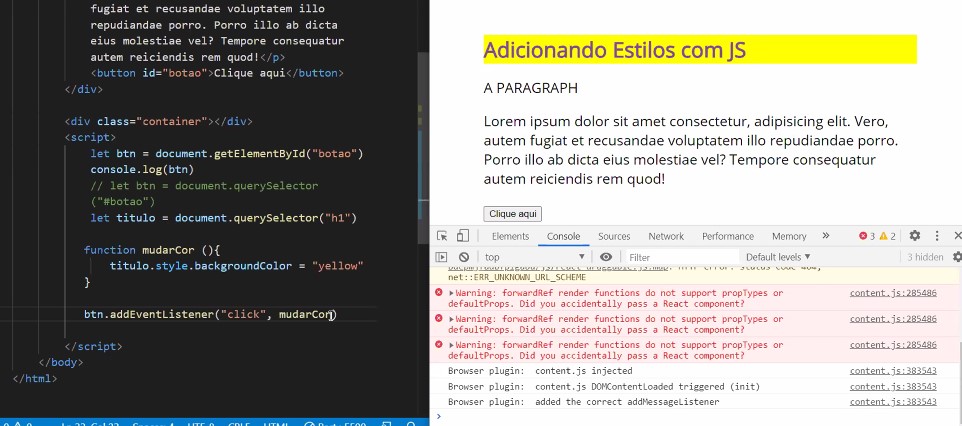 fugiat et recusandae voluptatem illo
repudiandae porro. Porro illo ab dicta
eius molestiae vel? Tempore consequatur
autem reiciendis rem quod!</p>
<button id="botao">Clique aqui</button>
</div>
<div class="container"></div>
<script>
let btn = document.getElementById("botao")
console.log(btn)
// let btn = document.querySelector
("#botao")
let titulo = document.querySelector("h1")
function mudarCor (){
titulo.style.backgroundColor = "yellow"
}
btn.addEventListener("click", mudarCor)
</script>
</body>
</html>
Adicionando Estilos com JS
A PARAGRAPH
Lorem ipsum dolor sit amet consectetur, adipisicing elit. Vero,
autem fugiat et recusandae voluptatem illo repudiandae porro.
Porro illo ab dicta eius molestiae vel? Tempore consequatur
autem reiciendis rem quod!
Clique aqui
Elements Console Sources Network Performance Memory » 3 2
top Filter Default levels 3 hidden
net::ERR_UNKNOWN_URL_SCHEME
Warning: forwardRef render functions do not support propTypes or content.js:285486
defaultProps. Did you accidentally pass a React component?
Warning: forwardRef render functions do not support propTypes or content.js:285486
defaultProps. Did you accidentally pass a React component?
Warning: forwardRef render functions do not support propTypes or content.js:285486
defaultProps. Did you accidentally pass a React component?
Browser plugin: content.js injected content.js:383543
Browser plugin: content.js DOMContentLoaded triggered (init) content.js:383543
Browser plugin: added the correct addMessageListener content.js:383543